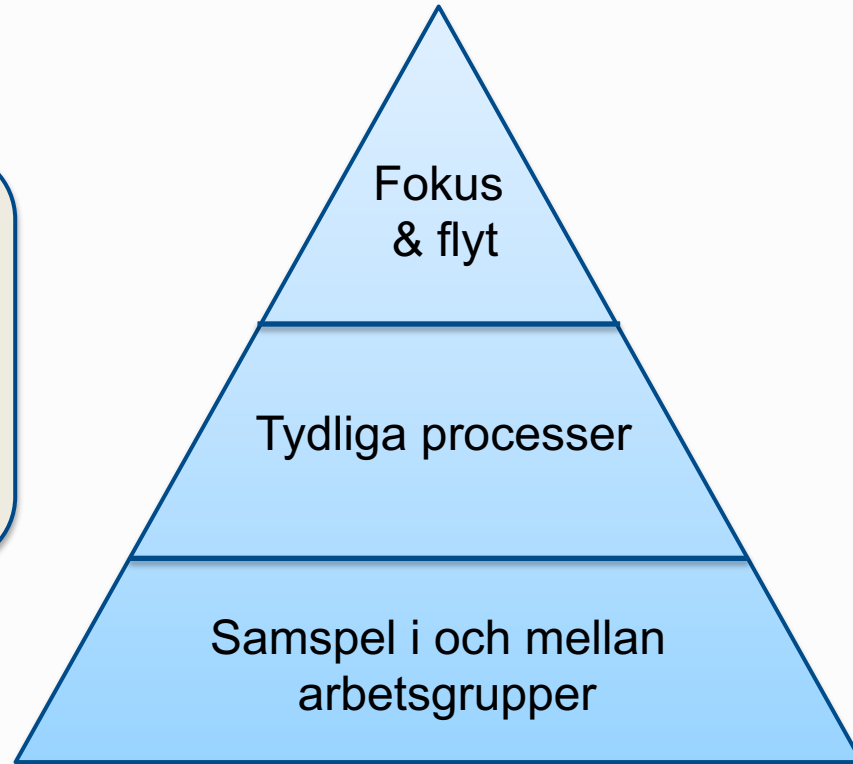 Fokus
& flyt
Tydliga processer
Samspel i och mellan
arbetsgrupper